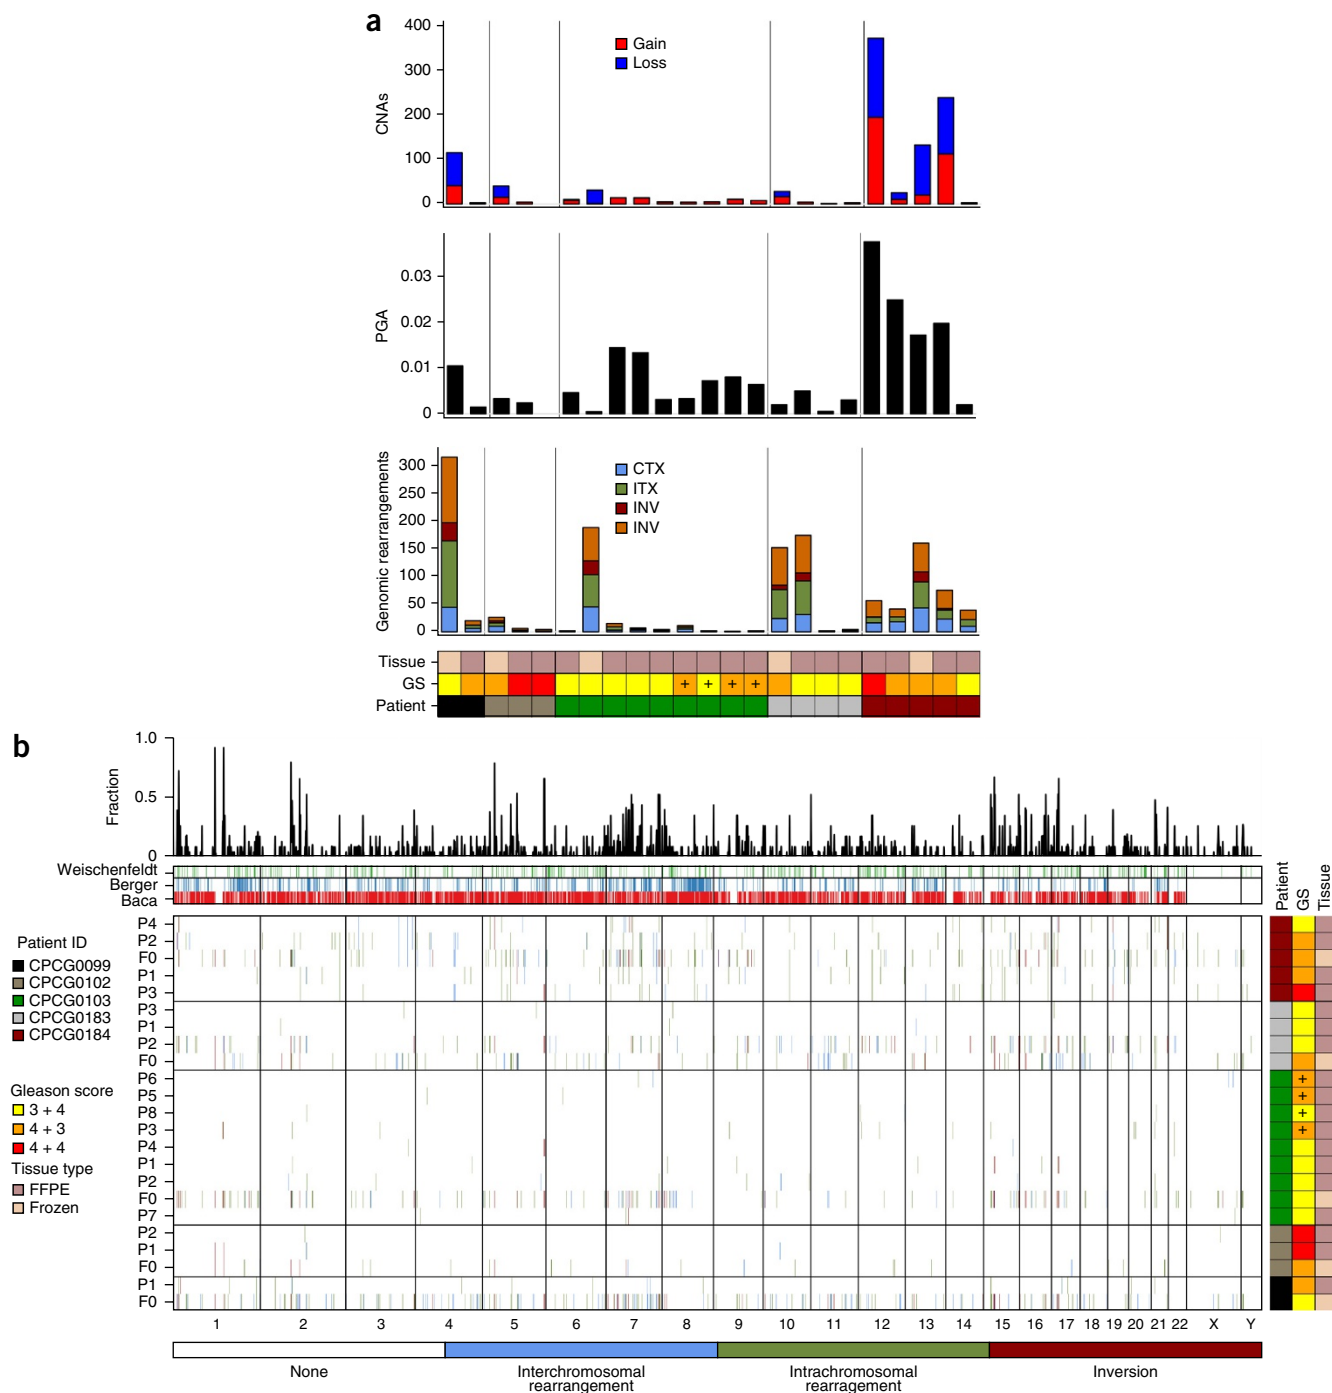 a
400
300
200
100
0
CNAs
Gain
Loss
0.03
0.02
0.01
0
PGA
300
250
200
150
100
50
0
Genomic rearrangements
CTX
ITX
INV
INV
Tissue
GS
+ + + +
Patient
b
1.0
0.5
0
Fraction
Weischenfeldt
Berger
Baca
Patient
GS
Tissue
Patient ID
CPCG0099
CPCG0102
CPCG0103
CPCG0183
CPCG0184
Gleason score
3 + 4
4 + 3
4 + 4
Tissue type
FFPE
Frozen
P4
P2
F0
P1
P3
P3
P1
P2
F0
P6 +
P5 +
P8 +
P3 +
P4
P1
P2
F0
P7
P2
P1
F0
P1
F0
1 2 3 4 5 6 7 8 9 10 11 12 13 14 15 16 17 18 19 20 21 22 X Y
None
Interchromosomal
rearrangement
Intrachromosomal
rearragement
Inversion